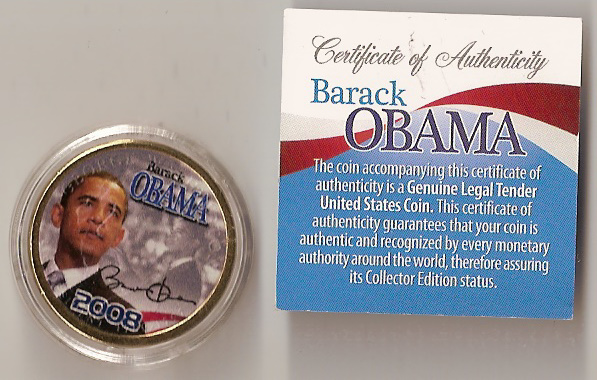 Barack
OBAMA
2008
Certificate of Authenticity
Barack
OBAMA
The coin accompanying this certificate of
authenticity is a Genuine Legal Tender
United States Coin. This certificate of
authenticity guarantees that your coin is
authentic and recognized by every monetary
authority around the world, therefore assuring
its Collector Edition status.